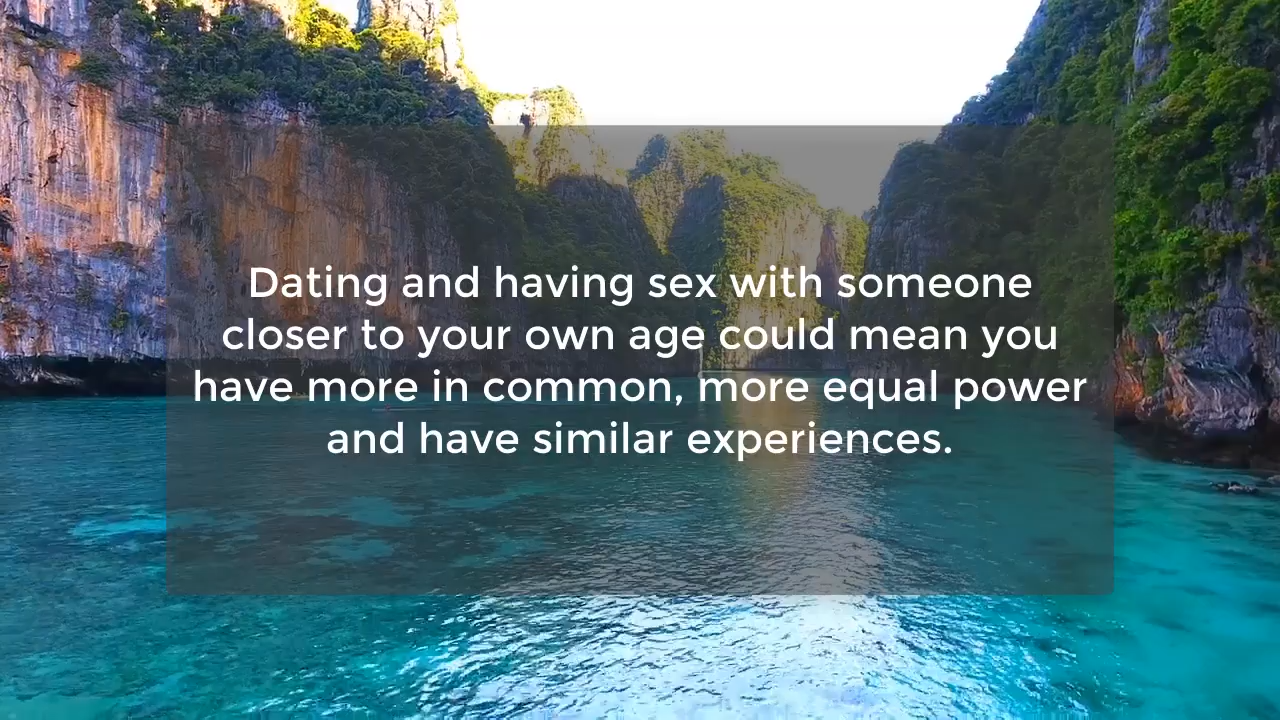 Dating and having sex with someone
closer to your own age could mean you
have more in common, more equal power
and have similar experiences.